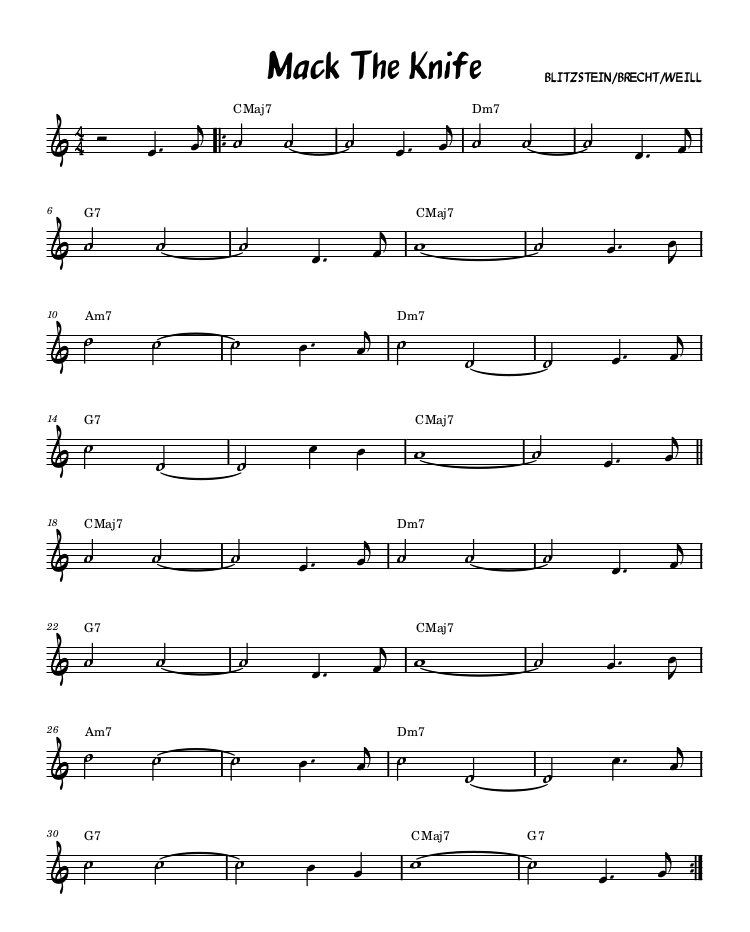 Mack The Knife
BLITZSTEIN/BRECHT/WEILL
CMaj7 Dm7
4
4
6 G7 CMaj7
10 Am7 Dm7
14 G7 CMaj7
18 CMaj7 Dm7
22 G7 CMaj7
26 Am7 Dm7
30 G7 CMaj7 G7